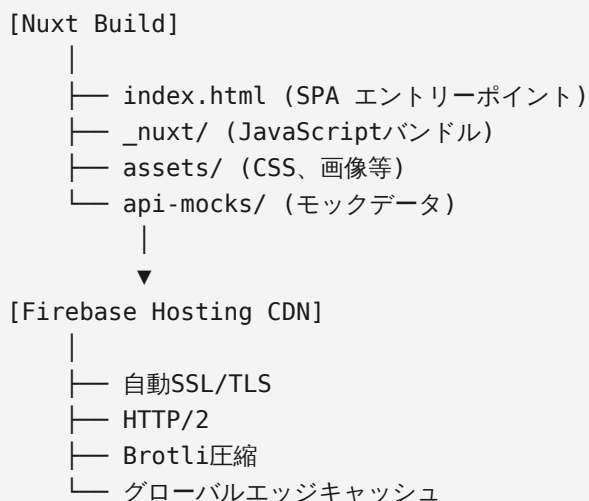 [Nuxt Build]
    │
    ├── index.html (SPA エントリーポイント)
    ├── _nuxt/ (JavaScriptバンドル)
    ├── assets/ (CSS、画像等)
    └── api-mocks/ (モックデータ)
         │
         ▼
[Firebase Hosting CDN]
    │
    ├── 自動SSL/TLS
    ├── HTTP/2
    ├── Brotli圧縮
    └── グローバルエッジキャッシュ